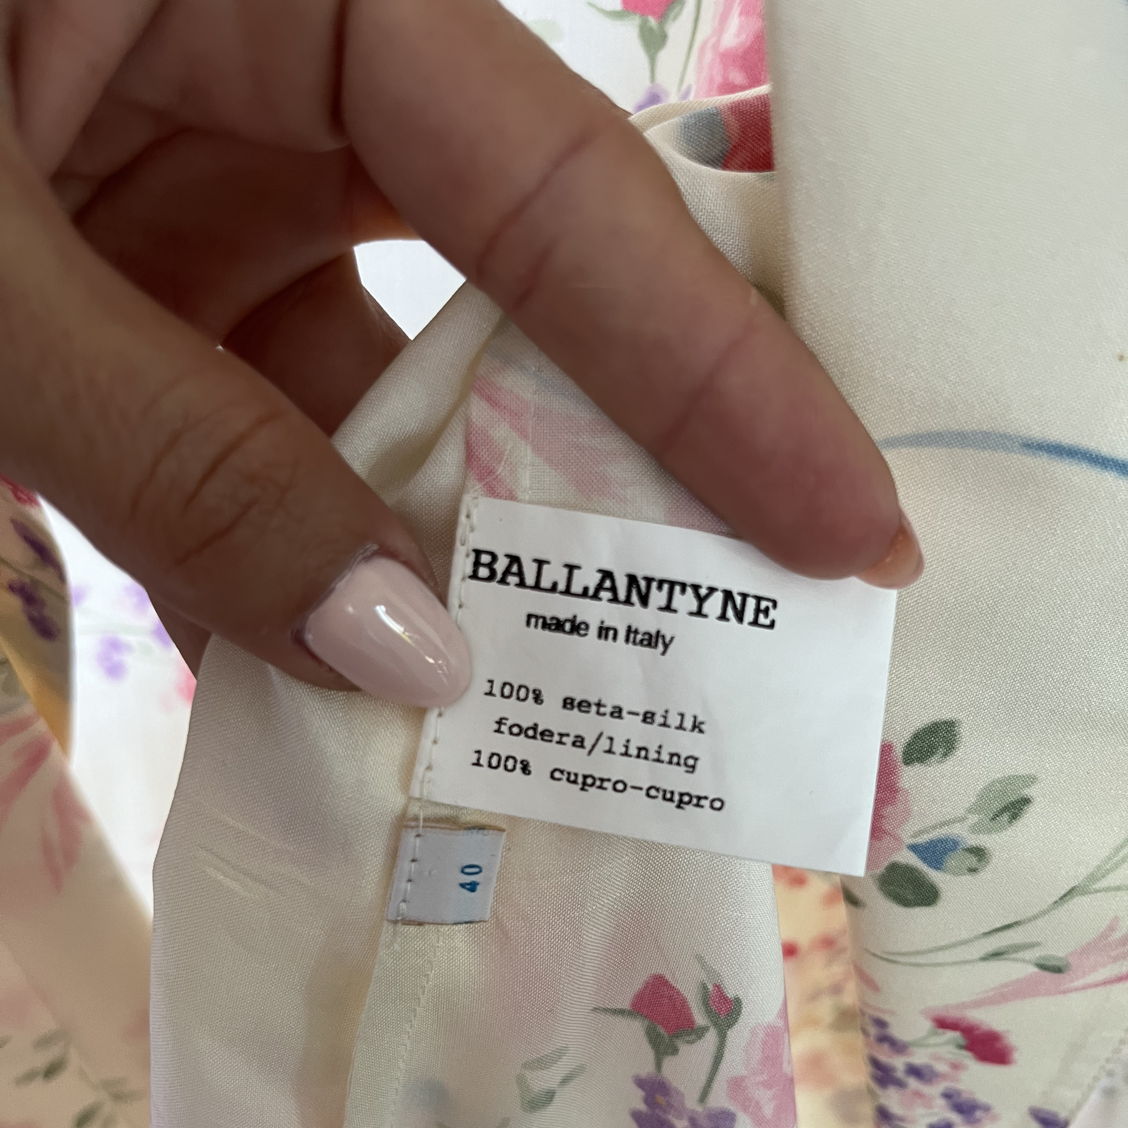 BALLANTYNE
made in Italy
100% seta-silk
fodera/lining
100% cupro-cupro
40